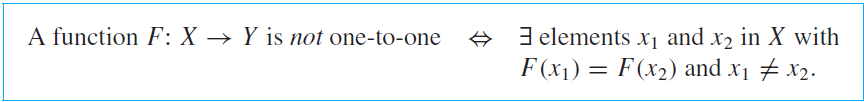 A function F: X → Y is not one-to-one ⇔ ∃ elements x₁ and x₂ in X with
F(x₁) = F(x₂) and x₁ ≠ x₂.